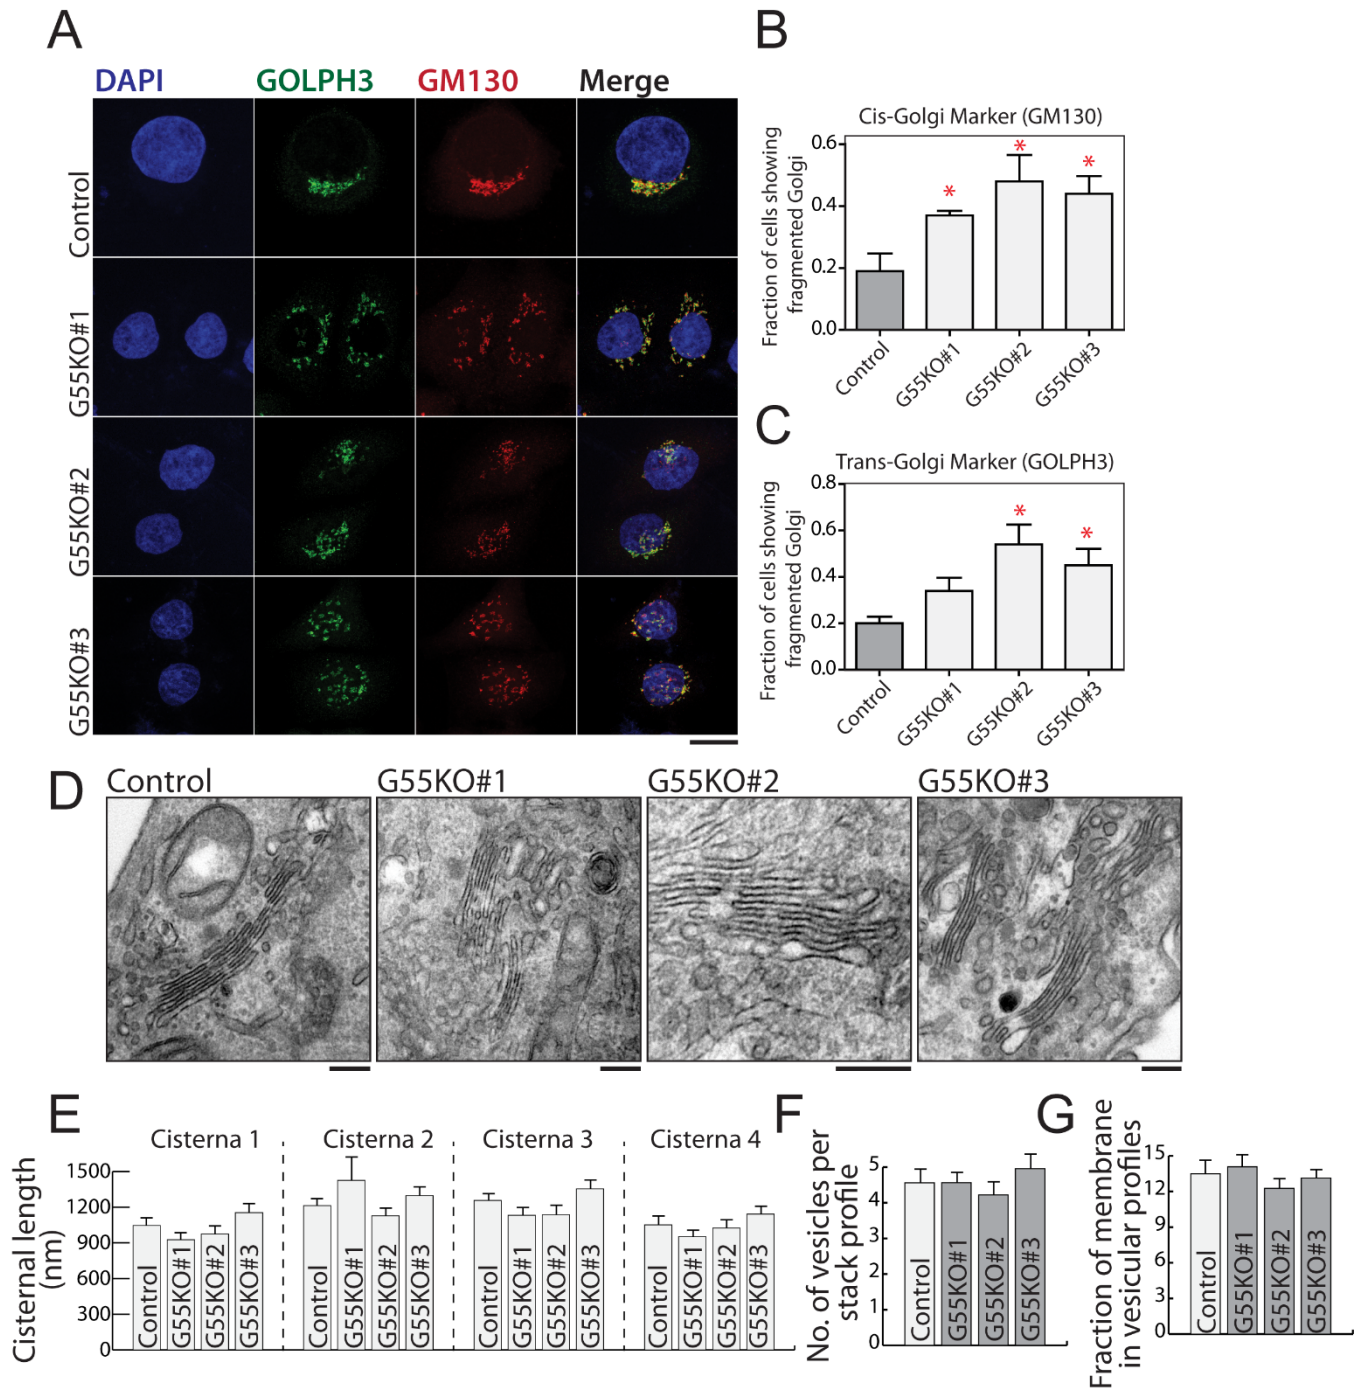 A
DAPI GOLPH3 GM130 Merge
Control
G55KO#1
G55KO#2
G55KO#3
B
Cis-Golgi Marker (GM130)
Fraction of cells showing
fragmented Golgi
0.6
0.4
0.2
0.0
* * *
Control G55KO#1 G55KO#2 G55KO#3
C
Trans-Golgi Marker (GOLPH3)
Fraction of cells showing
fragmented Golgi
0.8
0.6
0.4
0.2
0.0
* *
Control G55KO#1 G55KO#2 G55KO#3
D
Control G55KO#1 G55KO#2 G55KO#3
E
Cisterna 1 Cisterna 2 Cisterna 3 Cisterna 4
Cisternal length
(nm)
1500
1200
900
600
300
0
Control G55KO#1 G55KO#2 G55KO#3
Control G55KO#1 G55KO#2 G55KO#3
Control G55KO#1 G55KO#2 G55KO#3
Control G55KO#1 G55KO#2 G55KO#3
F
No. of vesicles per
stack profile
5
4
3
2
1
0
Control G55KO#1 G55KO#2 G55KO#3
G
Fraction of membrane
in vesicular profiles
15
12
9
6
3
0
Control G55KO#1 G55KO#2 G55KO#3